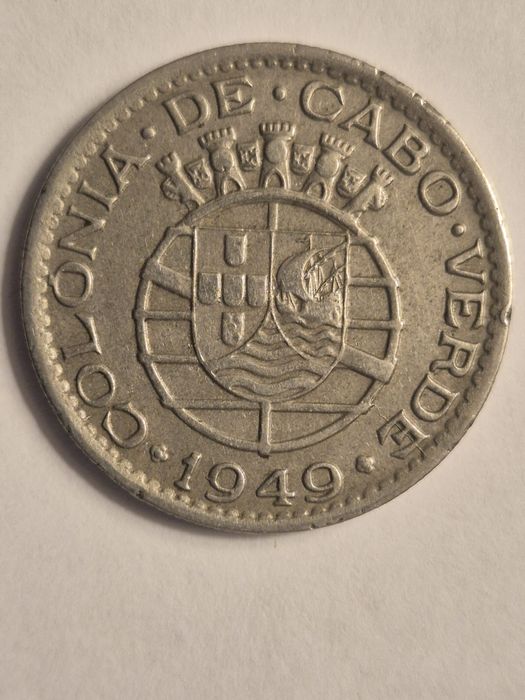 COLÓNIA · DE · CABO · VERDE
1949